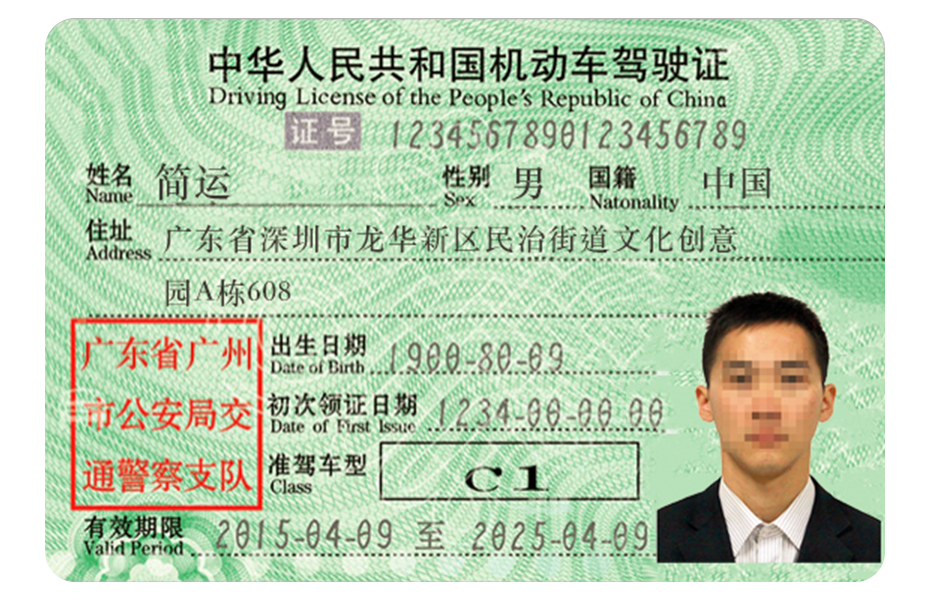 中华人民共和国机动车驾驶证
Driving License of the People's Republic of China
证号 1234567890123456789
姓名 简运 性别 男 国籍 中国
Name Sex Natonality
住址 广东省深圳市龙华新区民治街道文化创意
Address
园A栋608
广东省广州
市公安局交
通警察支队
出生日期 1900-80-09
Date of Birth
初次领证日期 1234-00-00 00
Date of First Issue
准驾车型 C1
Class
有效期限 2015-04-09 至 2025-04-09
Valid Period